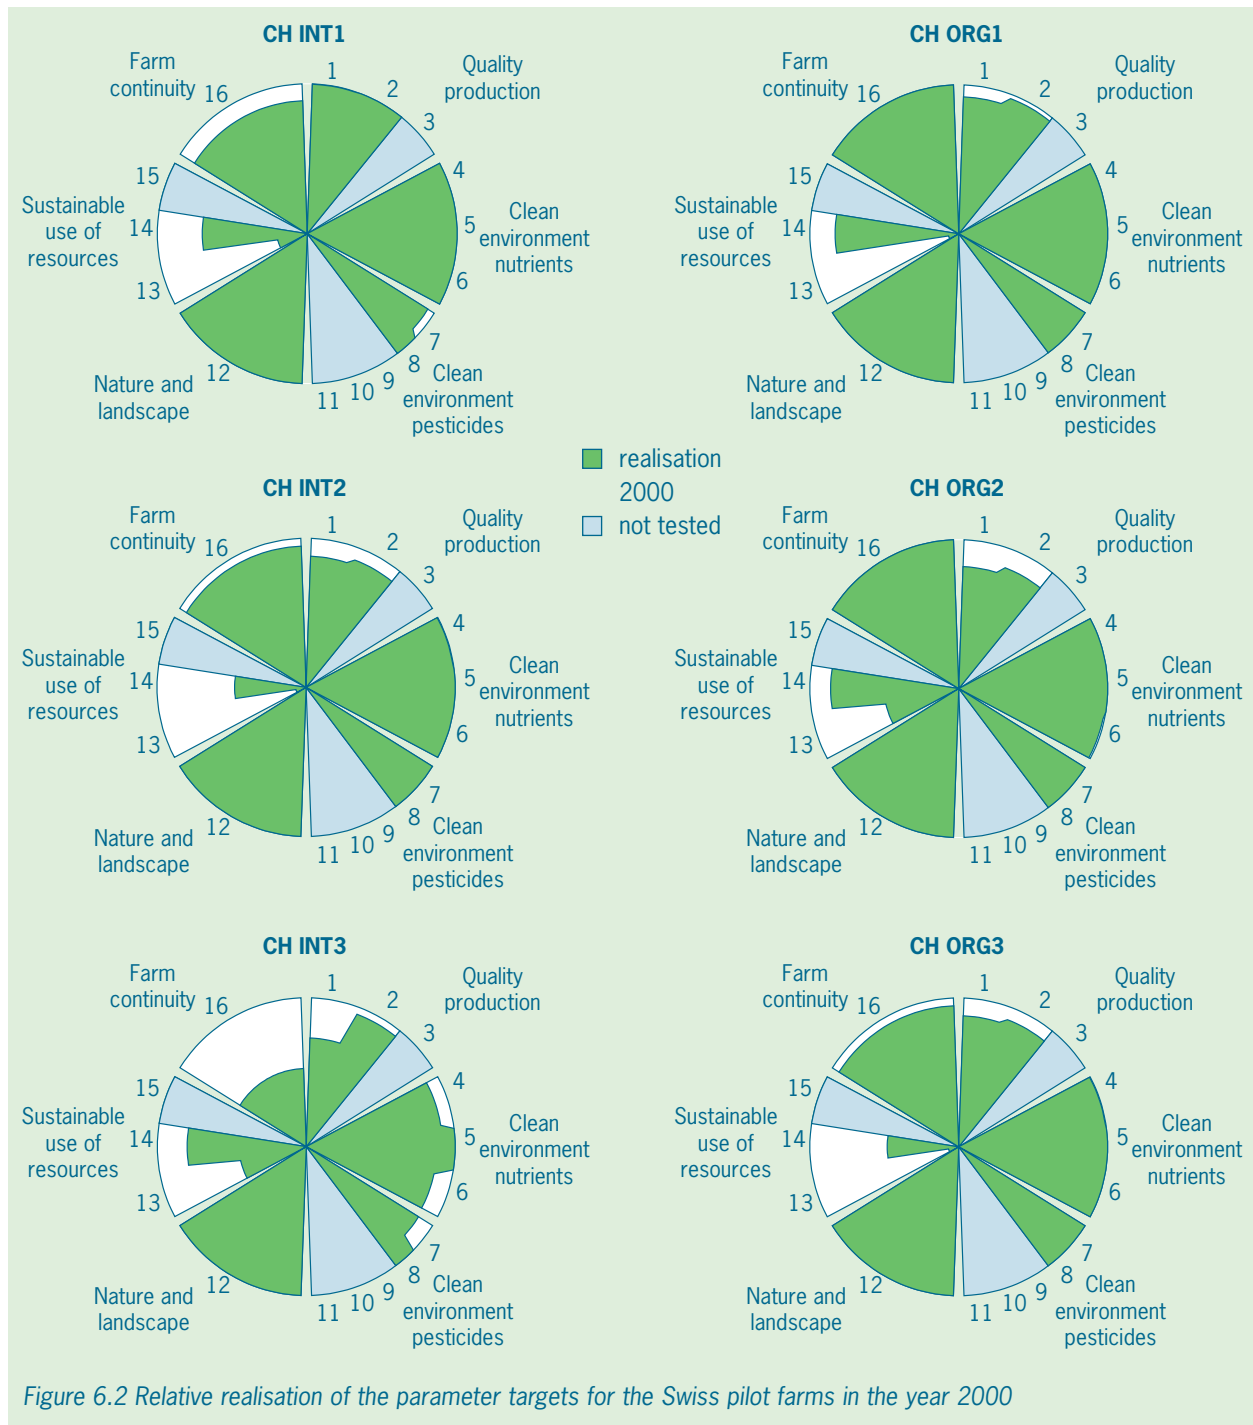 CH INT1
Farm
continuity
16
1
2
3
Quality
production
4
5
6
Clean
environment
nutrients
7
8
9
10
11
Clean
environment
pesticides
12
Nature and
landscape
13
14
15
Sustainable
use of
resources
CH ORG1
Farm
continuity
16
1
2
3
Quality
production
4
5
6
Clean
environment
nutrients
7
8
9
10
11
Clean
environment
pesticides
12
Nature and
landscape
13
14
15
Sustainable
use of
resources
realisation
2000
not tested
CH INT2
Farm
continuity
16
1
2
3
Quality
production
4
5
6
Clean
environment
nutrients
7
8
9
10
11
Clean
environment
pesticides
12
Nature and
landscape
13
14
15
Sustainable
use of
resources
CH ORG2
Farm
continuity
16
1
2
3
Quality
production
4
5
6
Clean
environment
nutrients
7
8
9
10
11
Clean
environment
pesticides
12
Nature and
landscape
13
14
15
Sustainable
use of
resources
CH INT3
Farm
continuity
16
1
2
3
Quality
production
4
5
6
Clean
environment
nutrients
7
8
9
10
11
Clean
environment
pesticides
12
Nature and
landscape
13
14
15
Sustainable
use of
resources
CH ORG3
Farm
continuity
16
1
2
3
Quality
production
4
5
6
Clean
environment
nutrients
7
8
9
10
11
Clean
environment
pesticides
12
Nature and
landscape
13
14
15
Sustainable
use of
resources
Figure 6.2 Relative realisation of the parameter targets for the Swiss pilot farms in the year 2000